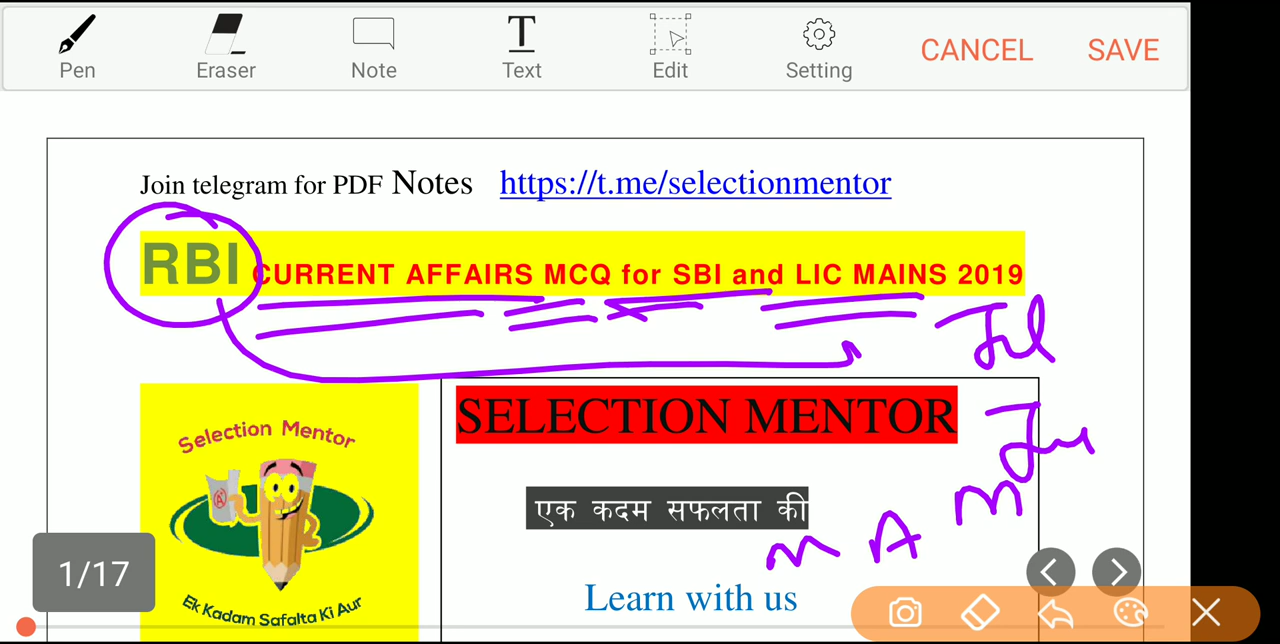 Pen Eraser Note Text Edit Setting CANCEL SAVE
Join telegram for PDF Notes https://t.me/selectionmentor
RBI CURRENT AFFAIRS MCQ for SBI and LIC MAINS 2019
Jul
Selection Mentor
SELECTION MENTOR
Ju
एक कदम सफलता की
M A M
1/17
Ek Kadam Safalta Ki Aur
Learn with us